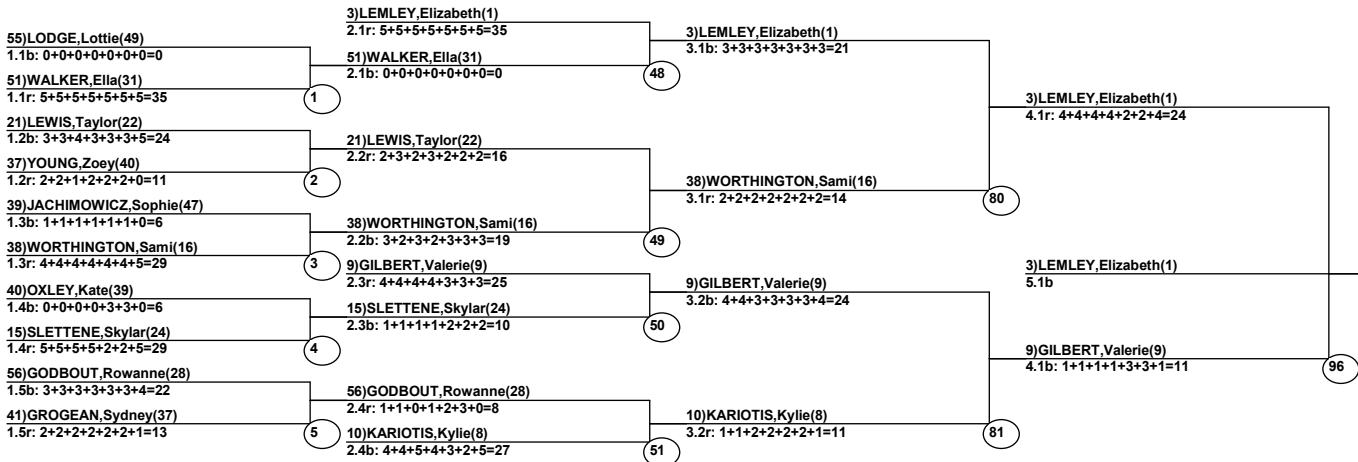 55)LODGE,Lottie(49)
1.1b: 0+0+0+0+0+0+0=0
51)WALKER,Ella(31)
1.1r: 5+5+5+5+5+5+5=35
1
21)LEWIS,Taylor(22)
1.2b: 3+3+4+3+3+3+5=24
37)YOUNG,Zoey(40)
1.2r: 2+2+1+2+2+2+0=11
2
39)JACHIMOWICZ,Sophie(47)
1.3b: 1+1+1+1+1+1+0=6
38)WORTHINGTON,Sami(16)
1.3r: 4+4+4+4+4+4+5=29
3
40)OXLEY,Kate(39)
1.4b: 0+0+0+0+3+3+0=6
15)SLETTENE,Skylar(24)
1.4r: 5+5+5+5+2+2+5=29
4
56)GODBOUT,Rowanne(28)
1.5b: 3+3+3+3+3+3+4=22
41)GROGEAN,Sydney(37)
1.5r: 2+2+2+2+2+2+1=13
5
3)LEMLEY,Elizabeth(1)
2.1r: 5+5+5+5+5+5+5=35
51)WALKER,Ella(31)
2.1b: 0+0+0+0+0+0+0=0
48
21)LEWIS,Taylor(22)
2.2r: 2+3+2+3+2+2+2=16
38)WORTHINGTON,Sami(16)
2.2b: 3+2+3+2+3+3+3=19
49
9)GILBERT,Valerie(9)
2.3r: 4+4+4+4+3+3+3=25
15)SLETTENE,Skylar(24)
2.3b: 1+1+1+1+2+2+2=10
50
56)GODBOUT,Rowanne(28)
2.4r: 1+1+0+1+2+3+0=8
10)KARIOTIS,Kylie(8)
2.4b: 4+4+5+4+3+2+5=27
51
3)LEMLEY,Elizabeth(1)
3.1b: 3+3+3+3+3+3+3=21
38)WORTHINGTON,Sami(16)
3.1r: 2+2+2+2+2+2+2=14
80
9)GILBERT,Valerie(9)
3.2b: 4+4+3+3+3+3+4=24
10)KARIOTIS,Kylie(8)
3.2r: 1+1+2+2+2+2+1=11
81
3)LEMLEY,Elizabeth(1)
4.1r: 4+4+4+4+2+2+4=24
9)GILBERT,Valerie(9)
4.1b: 1+1+1+1+3+3+1=11
96
3)LEMLEY,Elizabeth(1)
5.1b